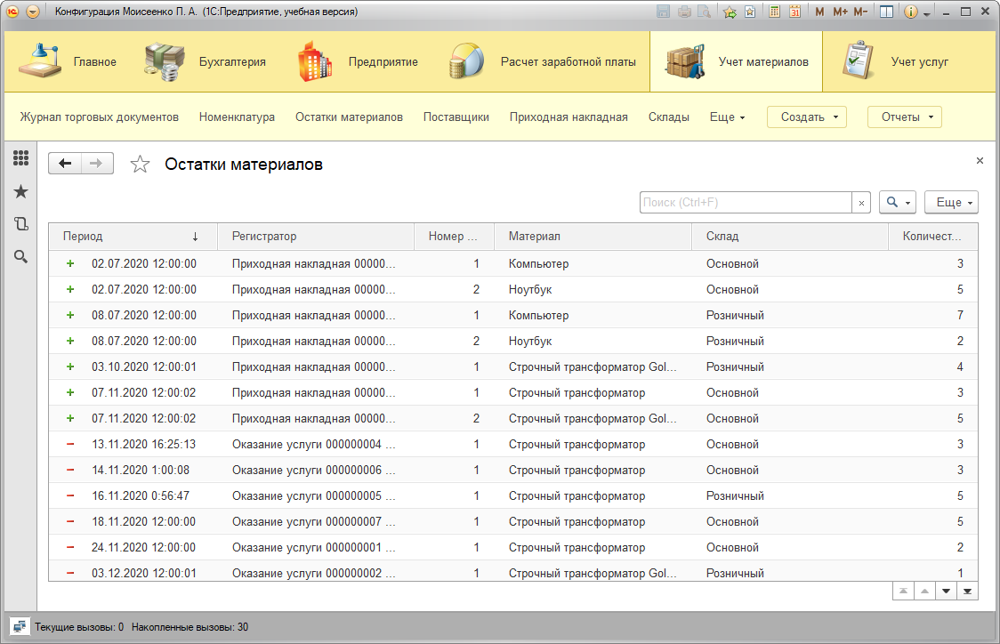 Конфигурация Моисеенко П. А. (1С:Предприятие, учебная версия)
M M+ M-
Главное Бухгалтерия Предприятие Расчет заработной платы Учет материалов Учет услуг
Журнал торговых документов Номенклатура Остатки материалов Поставщики Приходная накладная Склады Еще Создать Отчеты
Остатки материалов
Поиск (Ctrl+F) Еще
Период Регистратор Номер ... Материал Склад Количест...
02.07.2020 12:00:00 Приходная накладная 00000... 1 Компьютер Основной 3
02.07.2020 12:00:00 Приходная накладная 00000... 2 Ноутбук Основной 5
08.07.2020 12:00:00 Приходная накладная 00000... 1 Компьютер Розничный 7
08.07.2020 12:00:00 Приходная накладная 00000... 2 Ноутбук Розничный 2
03.10.2020 12:00:01 Приходная накладная 00000... 1 Строчный трансформатор Gol... Розничный 4
07.11.2020 12:00:02 Приходная накладная 00000... 1 Строчный трансформатор Основной 3
07.11.2020 12:00:02 Приходная накладная 00000... 2 Строчный трансформатор Gol... Основной 5
13.11.2020 16:25:13 Оказание услуги 000000004 ... 1 Строчный трансформатор Основной 3
14.11.2020 1:00:08 Оказание услуги 000000006 ... 1 Строчный трансформатор Основной 3
16.11.2020 0:56:47 Оказание услуги 000000005 ... 1 Строчный трансформатор Розничный 5
18.11.2020 12:00:00 Оказание услуги 000000007 ... 1 Строчный трансформатор Основной 5
24.11.2020 12:00:00 Оказание услуги 000000001 ... 1 Строчный трансформатор Основной 2
03.12.2020 12:00:01 Оказание услуги 000000002 ... 1 Строчный трансформатор Gol... Розничный 1
Текущие вызовы: 0 Накопленные вызовы: 30